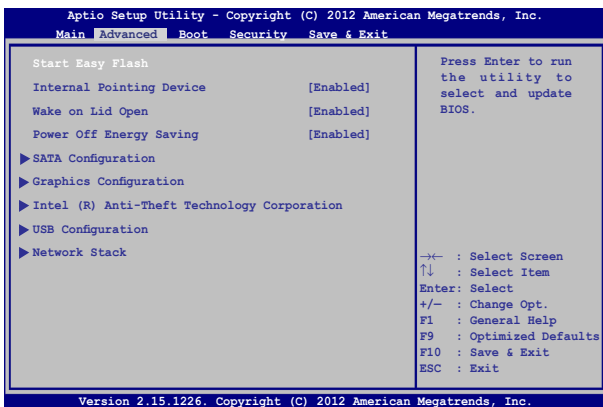 Aptio Setup Utility - Copyright (C) 2012 American Megatrends, Inc.
Main Advanced Boot Security Save & Exit
Start Easy Flash
Internal Pointing Device [Enabled]
Wake on Lid Open [Enabled]
Power Off Energy Saving [Enabled]
SATA Configuration
Graphics Configuration
Intel (R) Anti-Theft Technology Corporation
USB Configuration
Network Stack
Press Enter to run
the utility to
select and update
BIOS.
→← : Select Screen
↑↓ : Select Item
Enter: Select
+/— : Change Opt.
F1 : General Help
F9 : Optimized Defaults
F10 : Save & Exit
ESC : Exit
Version 2.15.1226. Copyright (C) 2012 American Megatrends, Inc.